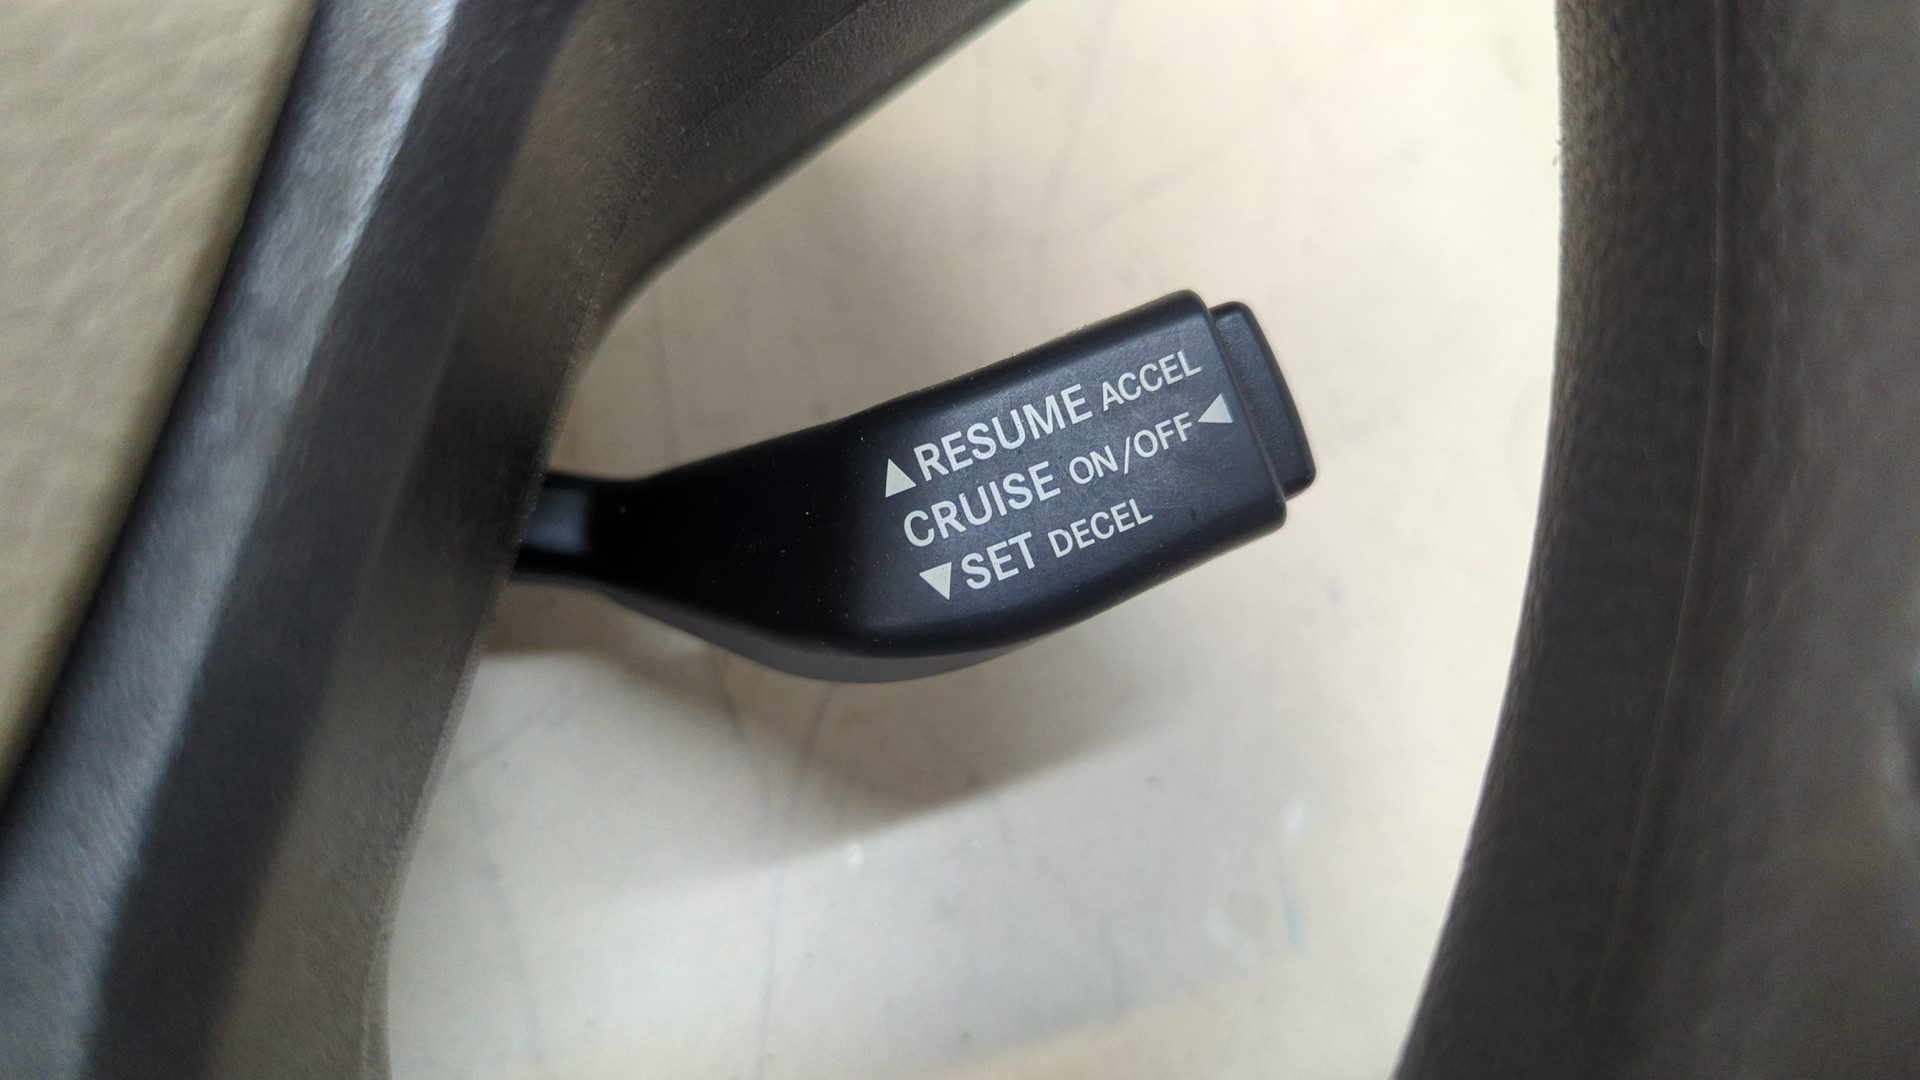 ▲RESUME ACCEL
CRUISE ON/OFF◀
▼SET DECEL